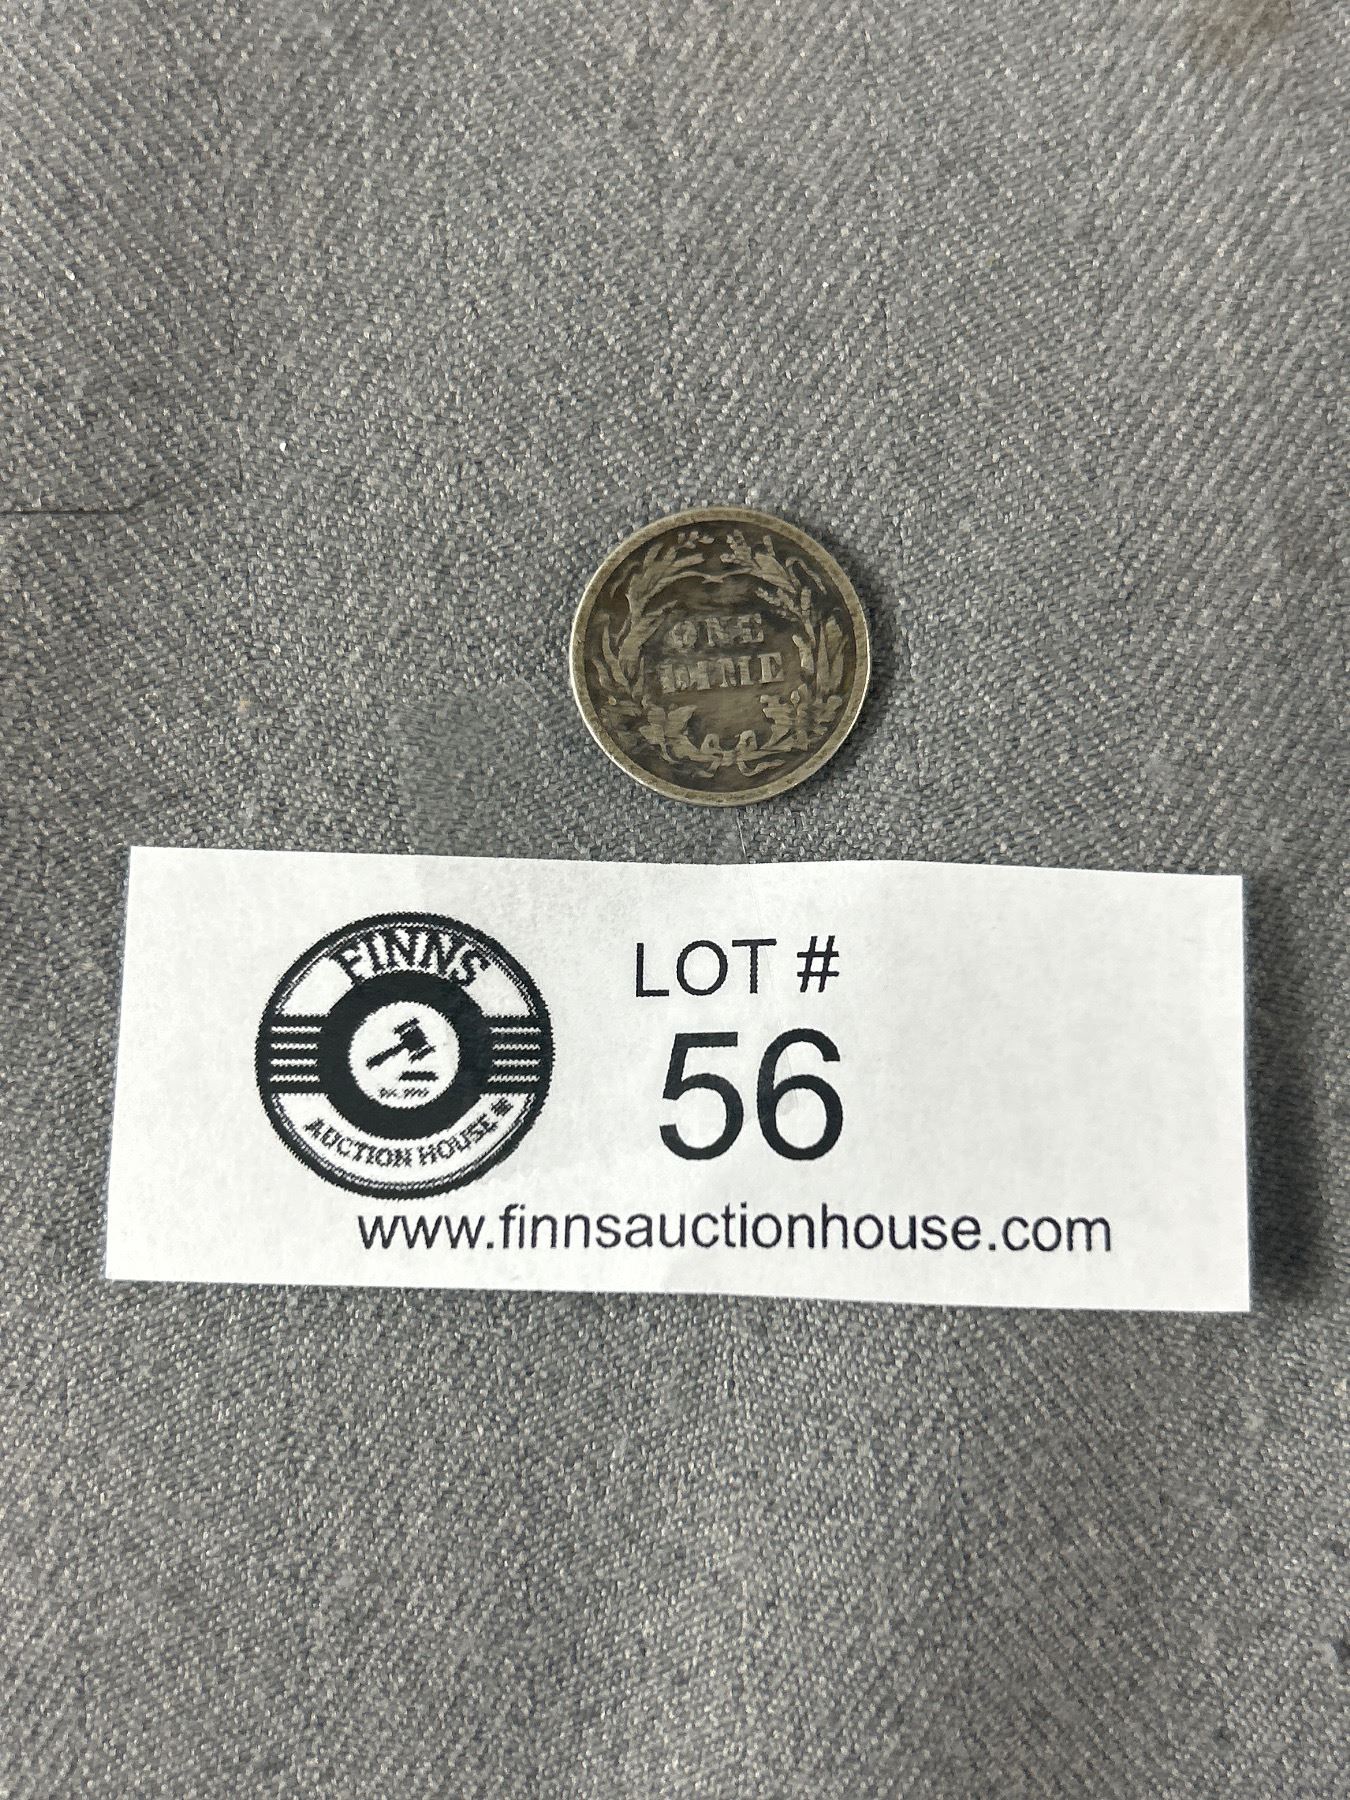 ONE
DIME
FINNS
AUCTION HOUSE
LOT #
56
www.finnsauctionhouse.com